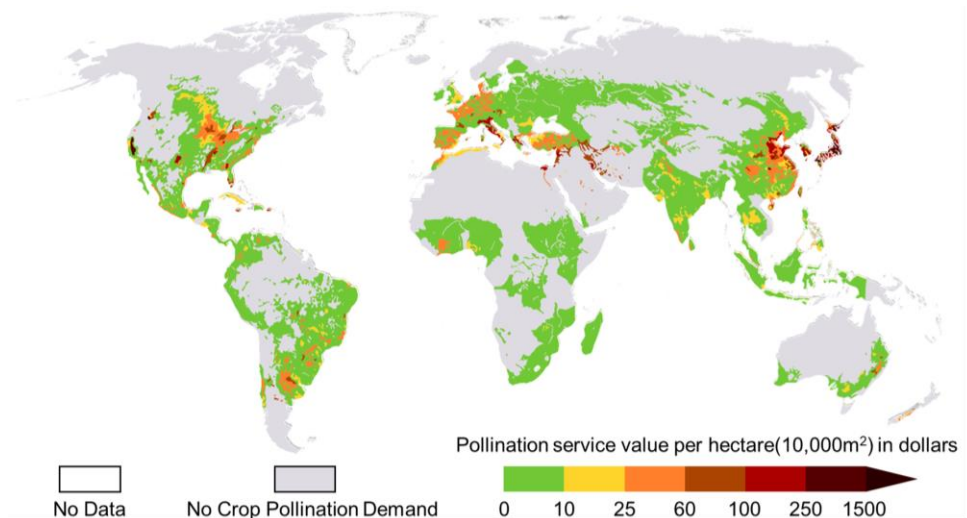 Pollination service value per hectare(10,000m²) in dollars
No Data
No Crop Pollination Demand
0 10 25 60 100 250 1500